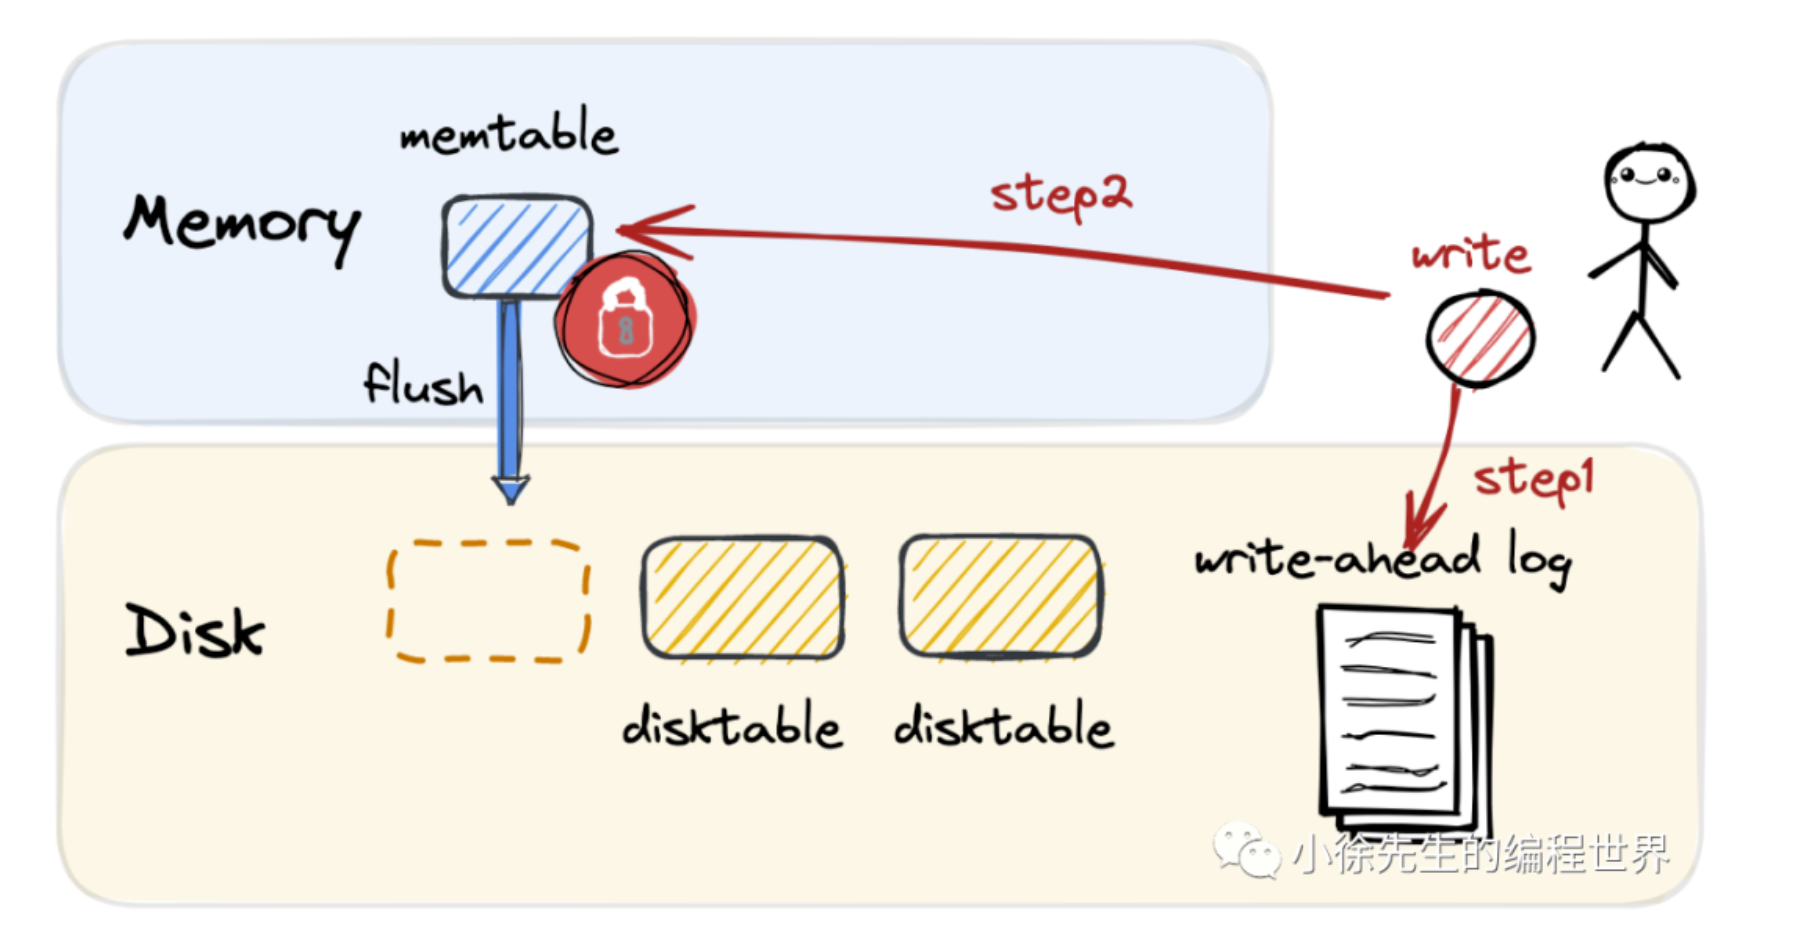 memtable
Memory
step2
write
flush
step1
write-ahead log
Disk
disktable
disktable
小徐先生的编程世界